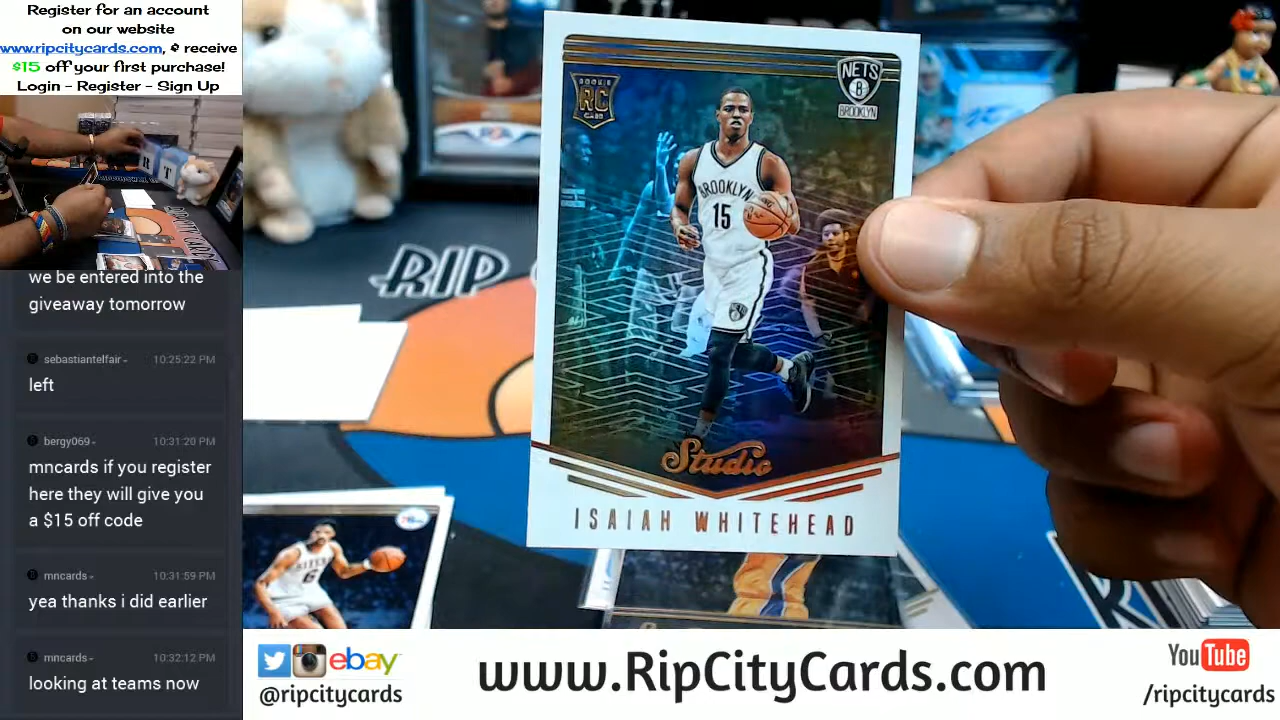 Register for an account
on our website
www.ripcitycards.com, & receive
$15 off your first purchase!
Login - Register - Sign Up
R T
we be entered into the
giveaway tomorrow
sebastiantelfair
10:25:22 PM
left
bergy069
10:31:20 PM
mncards if you register
here they will give you
a $15 off code
mncards
10:31:59 PM
yea thanks i did earlier
mncards
10:32:12 PM
looking at teams now
RIP
ROOKIE
RC
CARD
NETS
B
BROOKLYN
BROOKLYN
15
Studio
ISAIAH WHITEHEAD
6
ebay
@ripcitycards
www.RipCityCards.com
YouTube
/ripcitycards